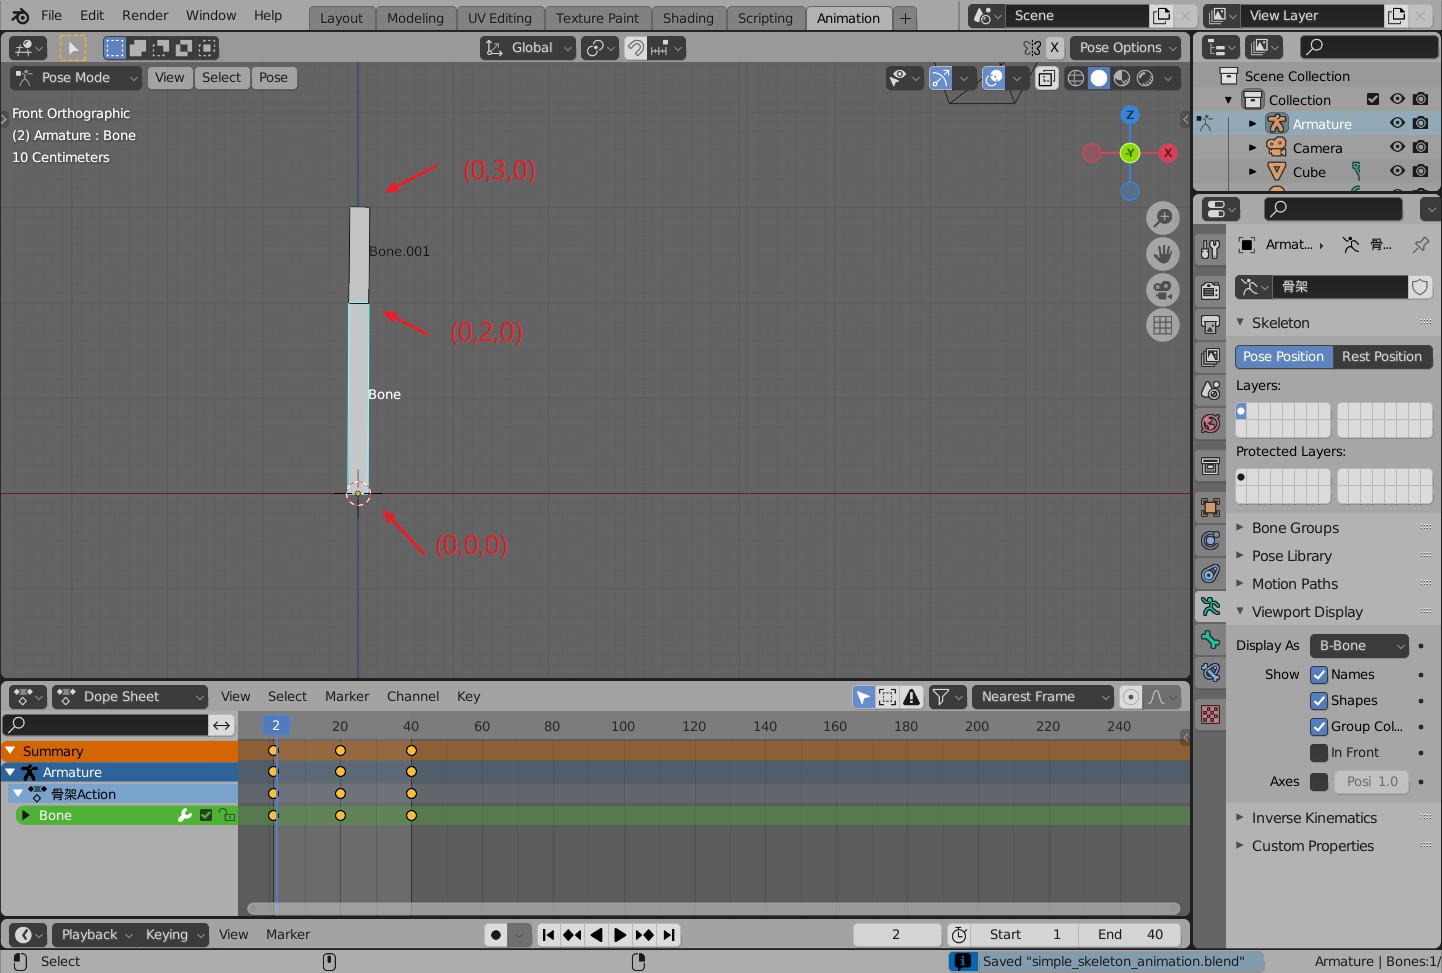 File Edit Render Window Help Layout Modeling UV Editing Texture Paint Shading Scripting Animation + Scene View Layer
Global X Pose Options
Pose Mode View Select Pose
Front Orthographic
(2) Armature : Bone
10 Centimeters
Z
-Y X
(0,3,0)
Bone.001
(0,2,0)
Bone
(0,0,0)
Scene Collection
Collection
Armature
Camera
Cube
Armat... 骨...
骨架
Skeleton
Pose Position Rest Position
Layers:
Protected Layers:
Bone Groups
Pose Library
Motion Paths
Viewport Display
Display As B-Bone
Show Names
Shapes
Group Col...
In Front
Axes Posi 1.0
Inverse Kinematics
Custom Properties
Dope Sheet View Select Marker Channel Key Nearest Frame
2 20 40 60 80 100 120 140 160 180 200 220 240
Summary
Armature
骨架Action
Bone
Playback Keying View Marker 2 Start 1 End 40
Select Saved "simple_skeleton_animation.blend" Armature | Bones:1/